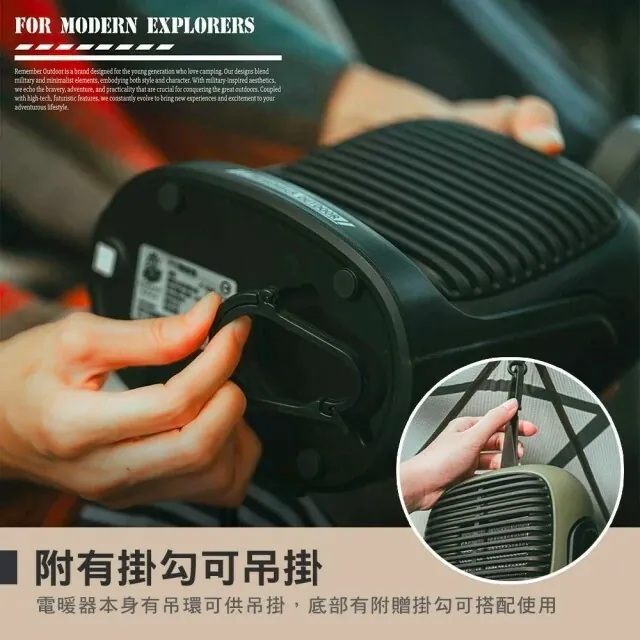 FOR MODERN EXPLORERS
Remember Outdoor is a brand designed for the young generation who love camping. Our designs blend
military and minimalist elements, embodying both style and character. With military-inspired aesthetics,
we echo the bravery, adventure, and practicality that are crucial for conquering the great outdoors. Coupled
with high-tech, futuristic features, we constantly evolve to bring new experiences and excitement to your
adventurous lifestyle.
附有掛勾可吊掛
電暖器本身有吊環可供吊掛，底部有附贈掛勾可搭配使用